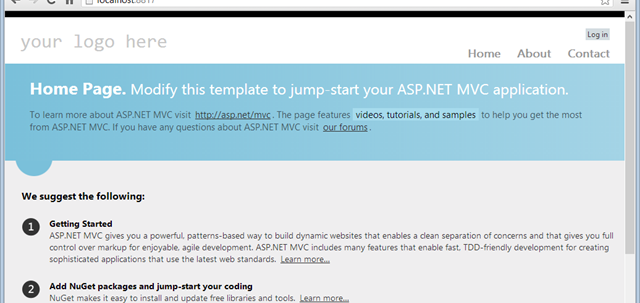 localhost:8817
Log in
your logo here
Home About Contact
Home Page. Modify this template to jump-start your ASP.NET MVC application.
To learn more about ASP.NET MVC visit http://asp.net/mvc. The page features videos, tutorials, and samples to help you get the most
from ASP.NET MVC. If you have any questions about ASP.NET MVC visit our forums.
We suggest the following:
1 Getting Started
ASP.NET MVC gives you a powerful, patterns-based way to build dynamic websites that enables a clean separation of concerns and that gives you full
control over markup for enjoyable, agile development. ASP.NET MVC includes many features that enable fast, TDD-friendly development for creating
sophisticated applications that use the latest web standards. Learn more...
2 Add NuGet packages and jump-start your coding
NuGet makes it easy to install and update free libraries and tools. Learn more...